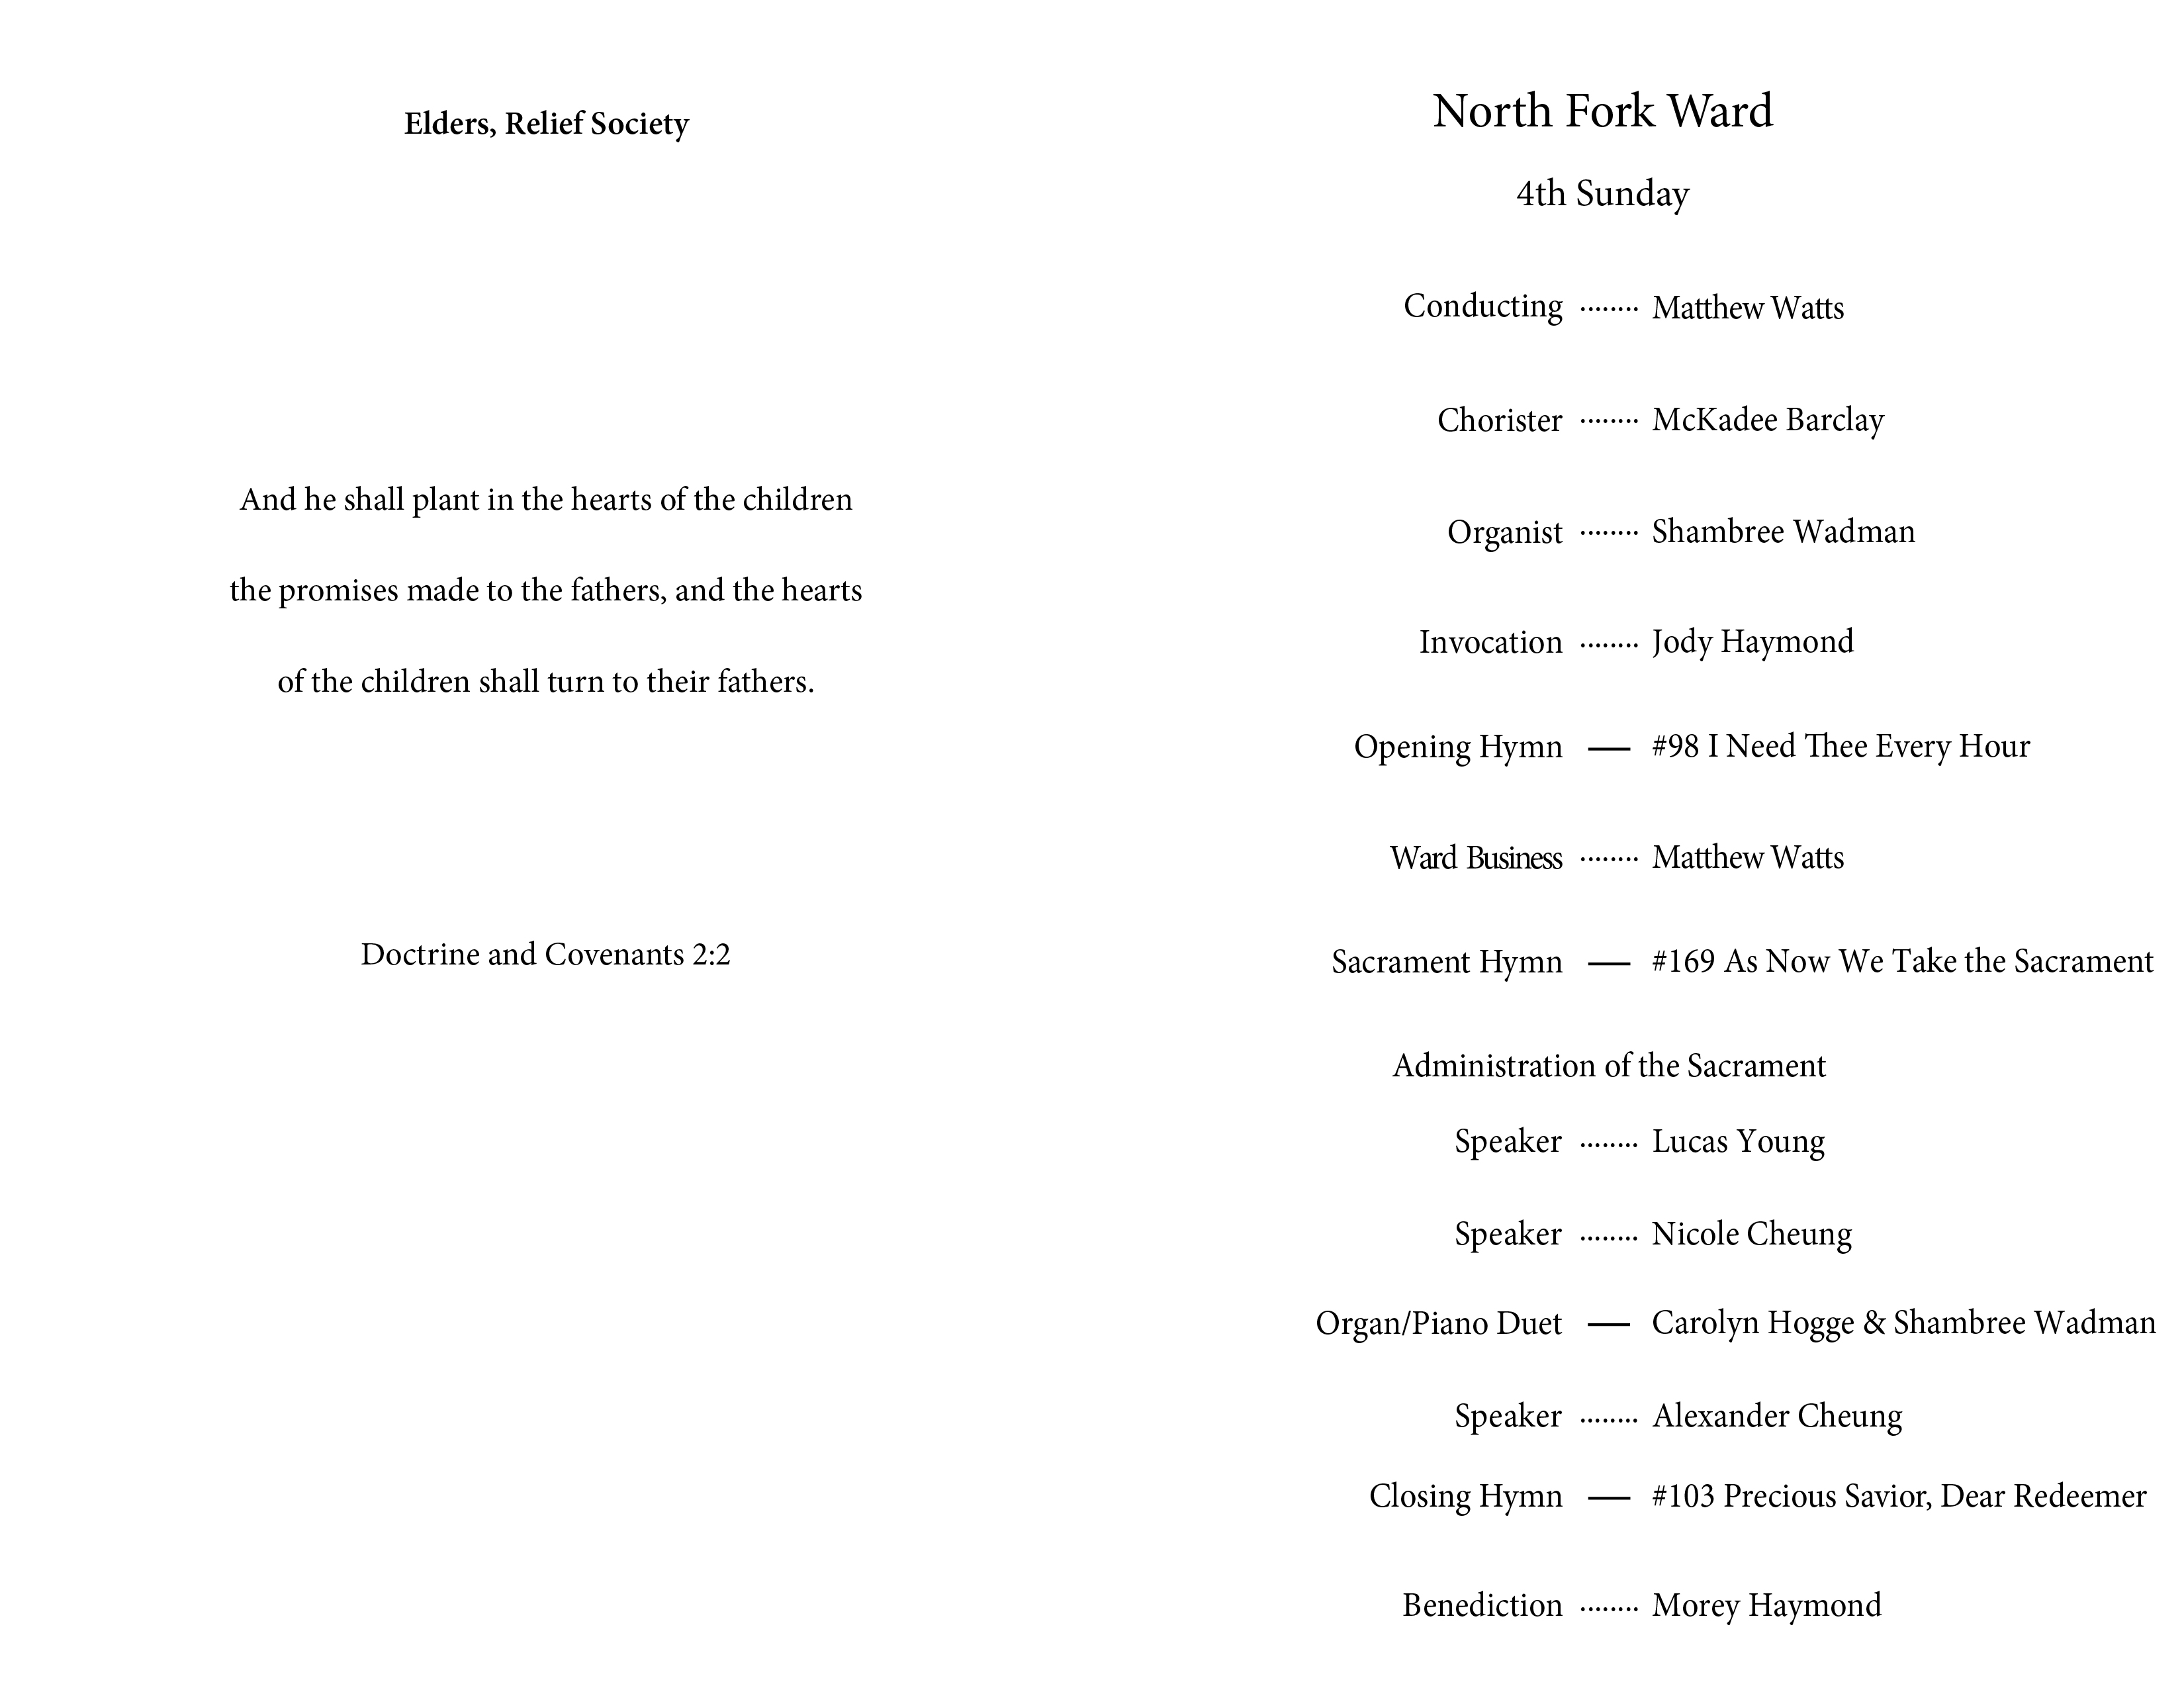 Elders, Relief Society
And he shall plant in the hearts of the children
the promises made to the fathers, and the hearts
of the children shall turn to their fathers.
Doctrine and Covenants 2:2
North Fork Ward
4th Sunday
Conducting ........ Matthew Watts
Chorister ........ McKadee Barclay
Organist ........ Shambree Wadman
Invocation ........ Jody Haymond
Opening Hymn — #98 I Need Thee Every Hour
Ward Business ........ Matthew Watts
Sacrament Hymn — #169 As Now We Take the Sacrament
Administration of the Sacrament
Speaker ........ Lucas Young
Speaker ........ Nicole Cheung
Organ/Piano Duet — Carolyn Hogge & Shambree Wadman
Speaker ........ Alexander Cheung
Closing Hymn — #103 Precious Savior, Dear Redeemer
Benediction ........ Morey Haymond